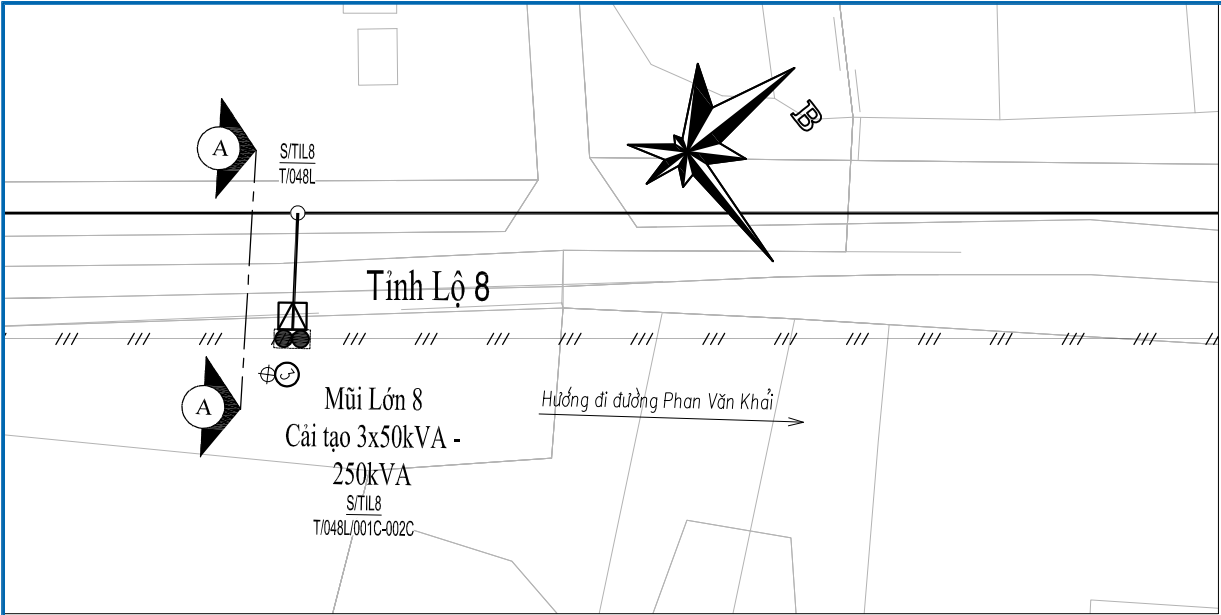 A
S/TIL8
T/048L
B
Tỉnh Lộ 8
3
A
Mũi Lớn 8
Cải tạo 3x50kVA -
250kVA
S/TIL8
T/048L/001C-002C
Hướng đi đường Phan Văn Khải